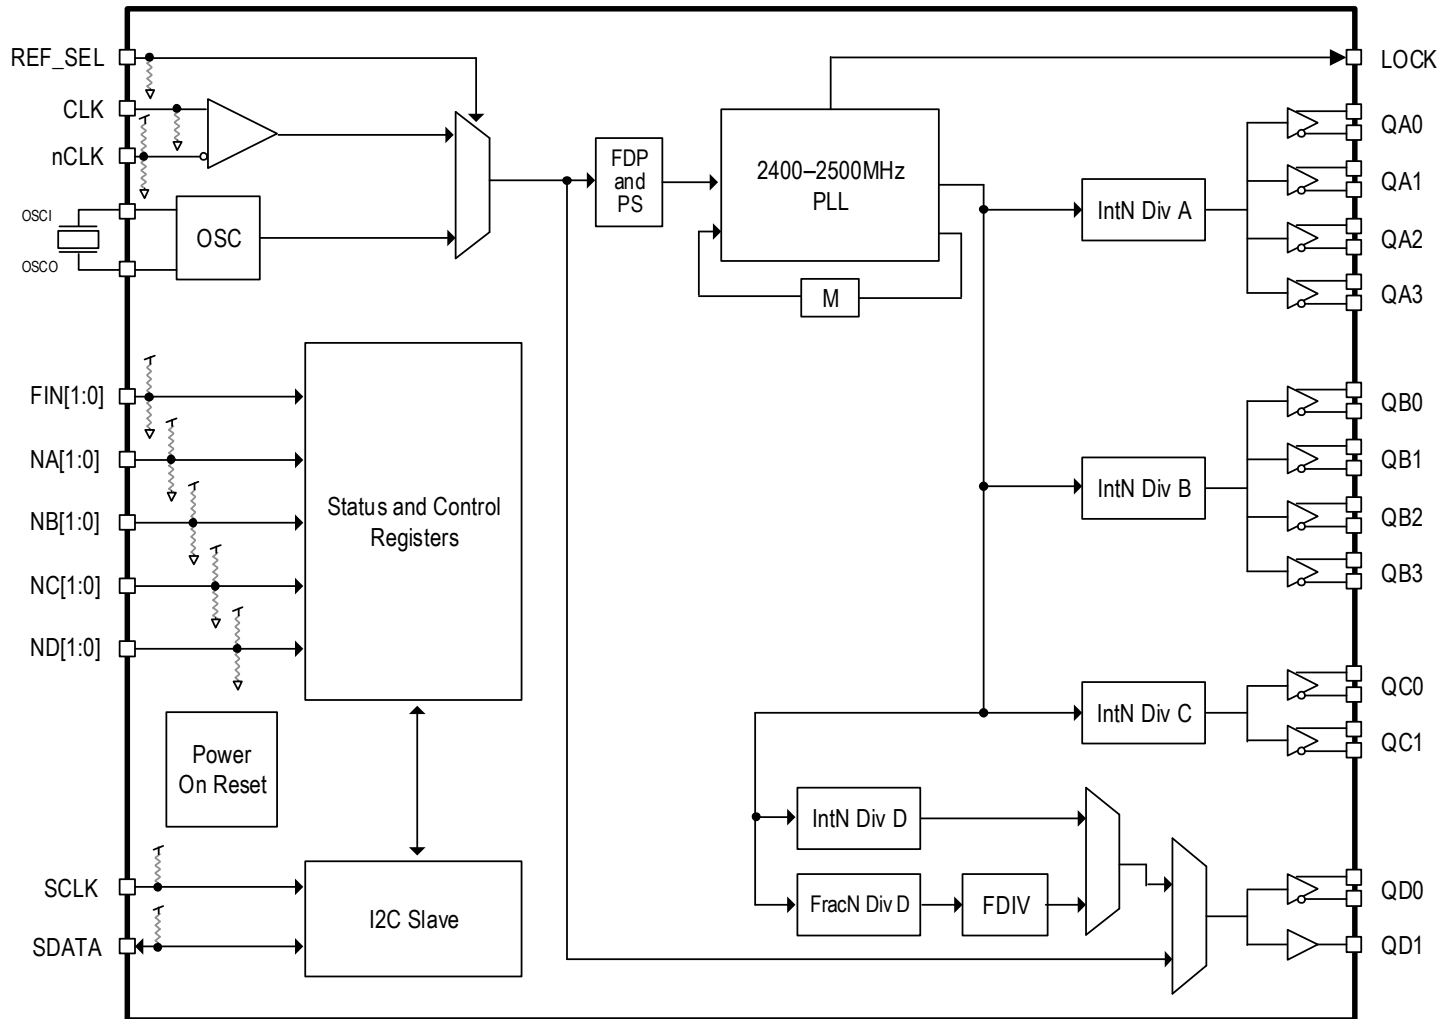 REF_SEL
CLK
nCLK
OSCI
OSCO
OSC
FDP
and
PS
2400–2500MHz
PLL
M
LOCK
IntN Div A
QA0
QA1
QA2
QA3
FIN[1:0]
NA[1:0]
NB[1:0]
NC[1:0]
ND[1:0]
Status and Control
Registers
IntN Div B
QB0
QB1
QB2
QB3
IntN Div C
QC0
QC1
Power
On Reset
IntN Div D
FracN Div D
FDIV
SCLK
SDATA
I2C Slave
QD0
QD1